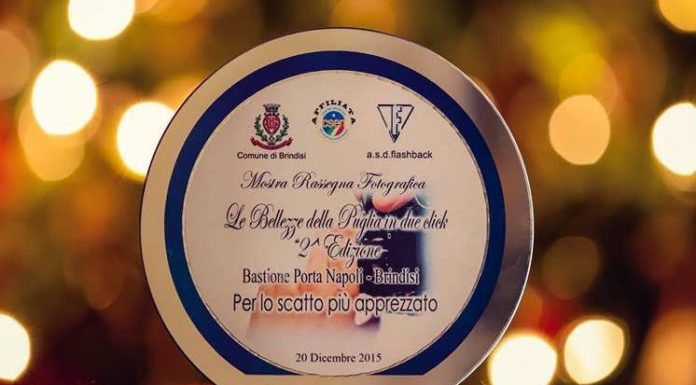 AFFILIATA
Comune di Brindisi
a.s.d.flashback
Mostra Rassegna Fotografica
Le Bellezze della Puglia in due click
"2^ Edizione
Bastione Porta Napoli - Brindisi
Per lo scatto più apprezzato
20 Dicembre 2015